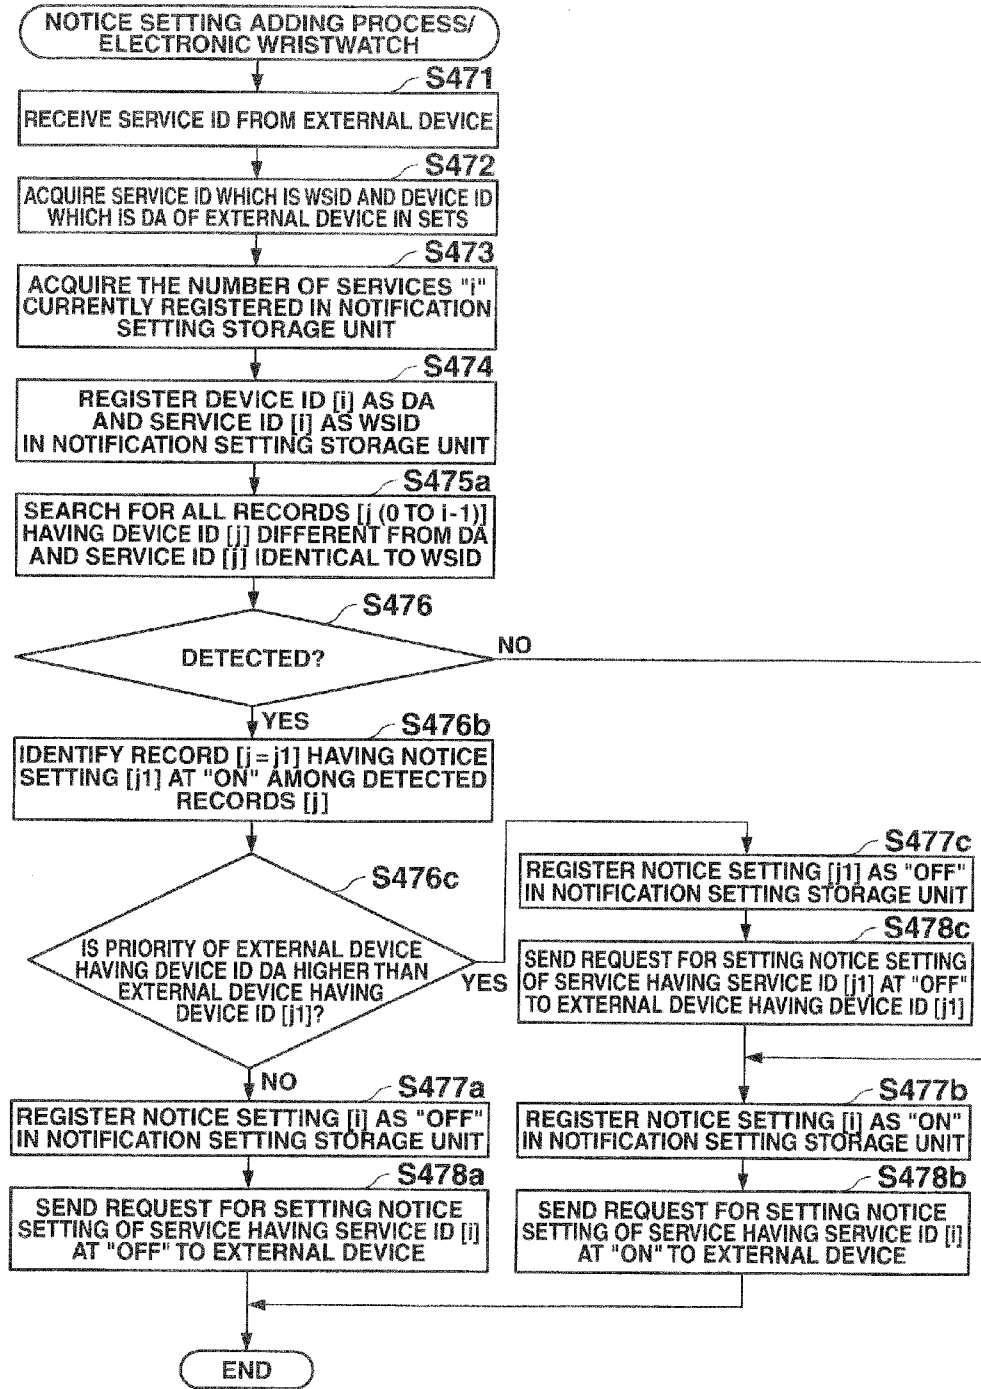 NOTICE SETTING ADDING PROCESS/
ELECTRONIC WRISTWATCH
S471
RECEIVE SERVICE ID FROM EXTERNAL DEVICE
S472
ACQUIRE SERVICE ID WHICH IS WSID AND DEVICE ID
WHICH IS DA OF EXTERNAL DEVICE IN SETS
S473
ACQUIRE THE NUMBER OF SERVICES "i"
CURRENTLY REGISTERED IN NOTIFICATION
SETTING STORAGE UNIT
S474
REGISTER DEVICE ID [i] AS DA
AND SERVICE ID [i] AS WSID
IN NOTIFICATION SETTING STORAGE UNIT
S475a
SEARCH FOR ALL RECORDS [j (0 TO i-1)]
HAVING DEVICE ID [j] DIFFERENT FROM DA
AND SERVICE ID [j] IDENTICAL TO WSID
S476
DETECTED?
NO
YES
S476b
IDENTIFY RECORD [j=j1] HAVING NOTICE
SETTING [j1] AT "ON" AMONG DETECTED
RECORDS [j]
S476c
IS PRIORITY OF EXTERNAL DEVICE
HAVING DEVICE ID DA HIGHER THAN
EXTERNAL DEVICE HAVING
DEVICE ID [j1]?
YES
NO
S477c
REGISTER NOTICE SETTING [j1] AS "OFF"
IN NOTIFICATION SETTING STORAGE UNIT
S478c
SEND REQUEST FOR SETTING NOTICE SETTING
OF SERVICE HAVING SERVICE ID [j1] AT "OFF"
TO EXTERNAL DEVICE HAVING DEVICE ID [j1]
S477a
REGISTER NOTICE SETTING [i] AS "OFF"
IN NOTIFICATION SETTING STORAGE UNIT
S478a
SEND REQUEST FOR SETTING NOTICE
SETTING OF SERVICE HAVING SERVICE ID [i]
AT "OFF" TO EXTERNAL DEVICE
S477b
REGISTER NOTICE SETTING [i] AS "ON"
IN NOTIFICATION SETTING STORAGE UNIT
S478b
SEND REQUEST FOR SETTING NOTICE
SETTING OF SERVICE HAVING SERVICE ID [i]
AT "ON" TO EXTERNAL DEVICE
END